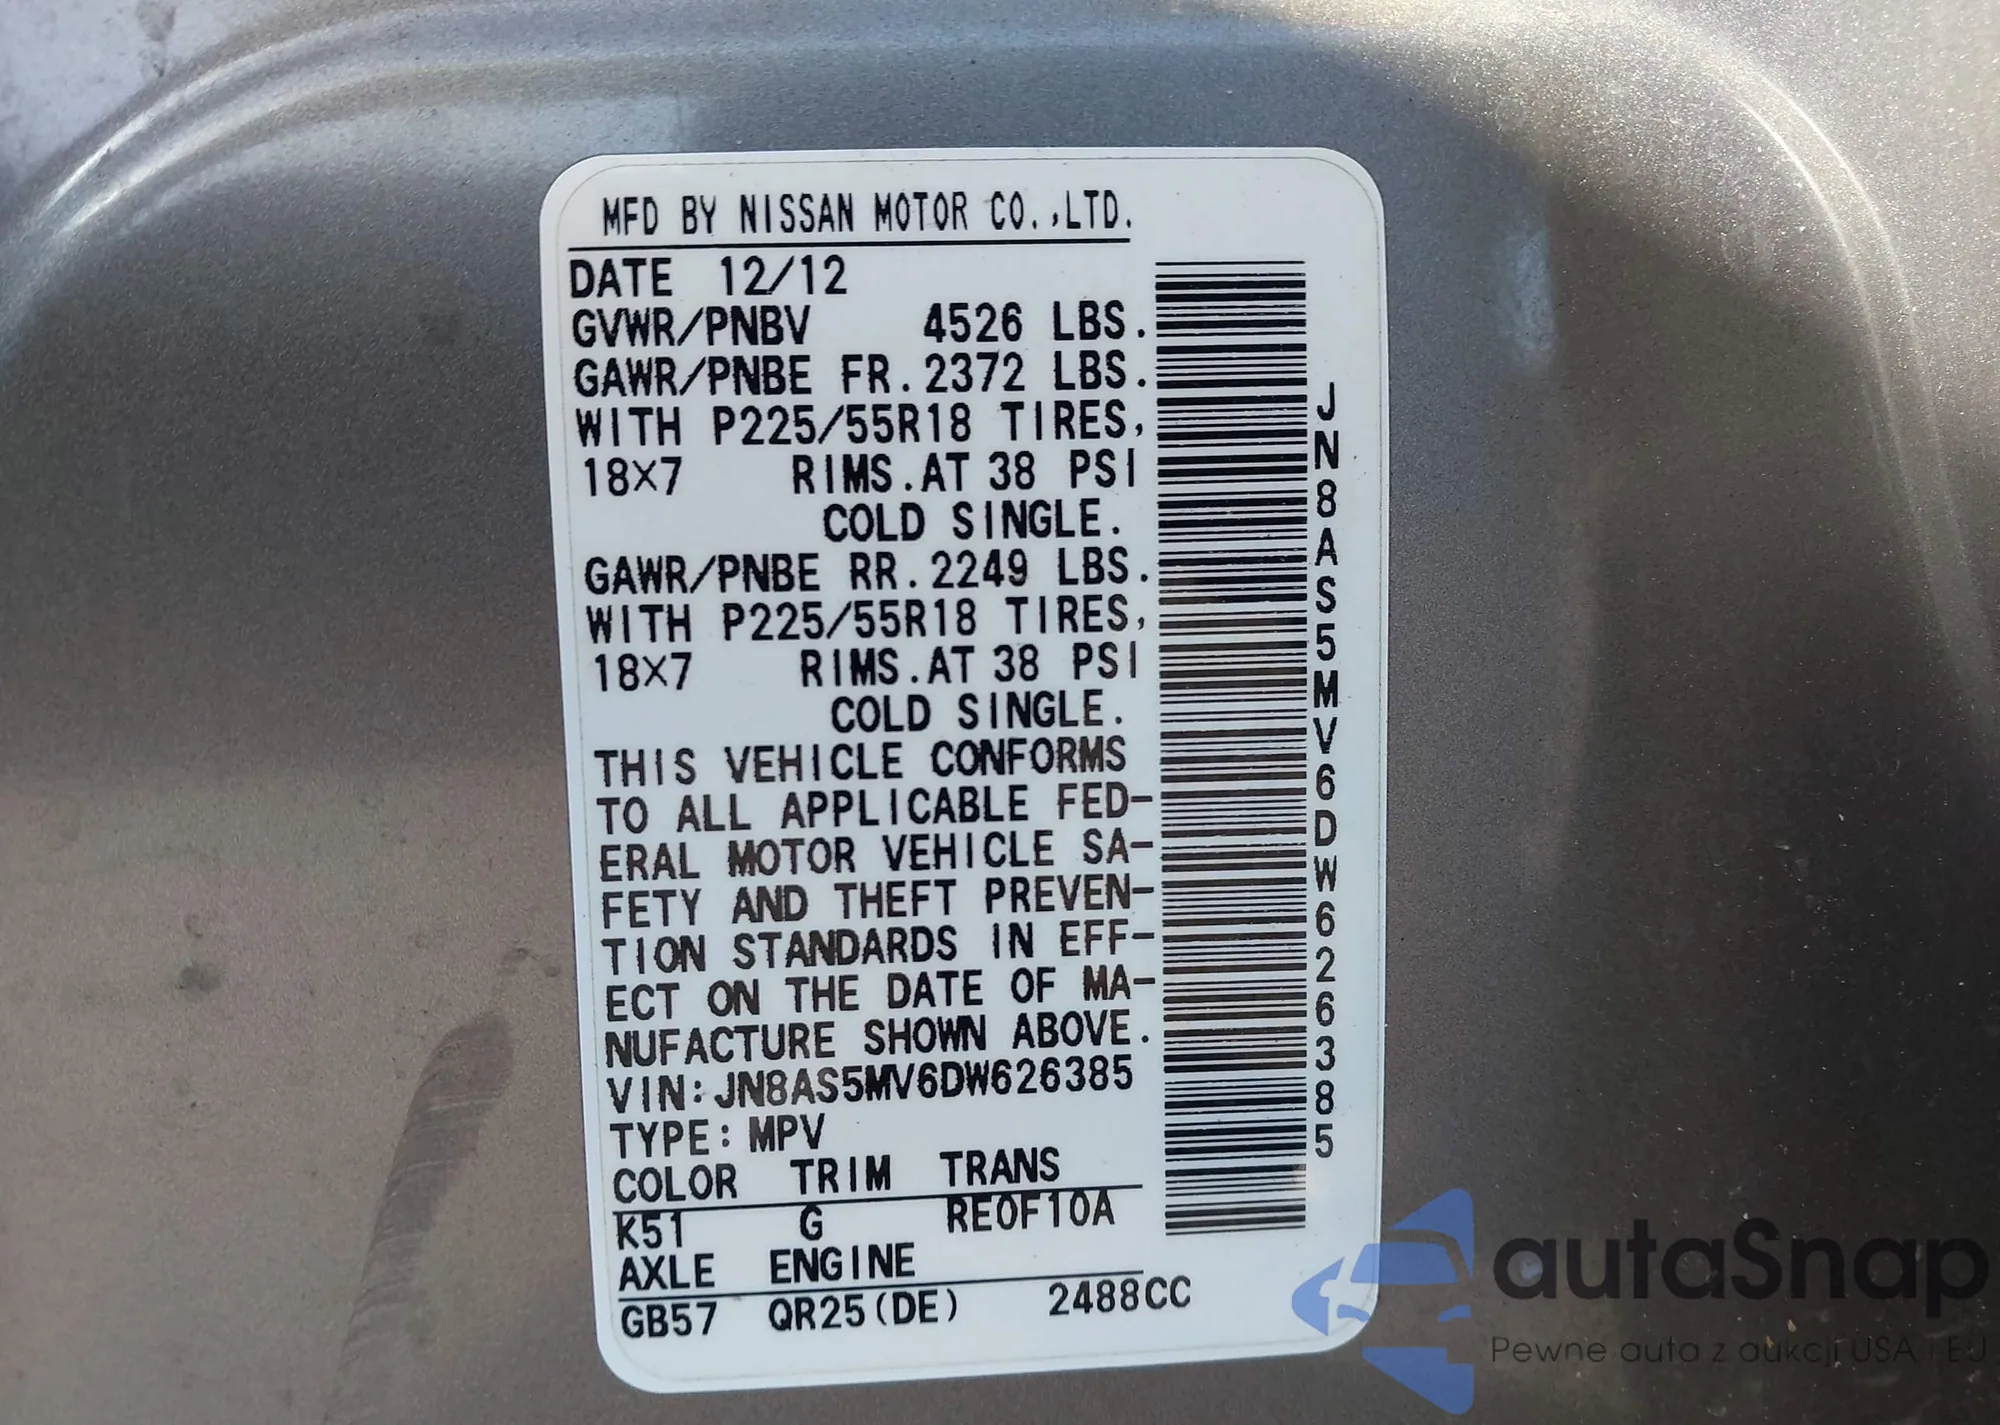 MFD BY NISSAN MOTOR CO.,LTD.
DATE 12/12
GVWR/PNBV 4526 LBS.
GAWR/PNBE FR. 2372 LBS.
WITH P225/55R18 TIRES,
18×7 RIMS. AT 38 PSI
COLD SINGLE.
GAWR/PNBE RR. 2249 LBS.
WITH P225/55R18 TIRES,
18×7 RIMS. AT 38 PSI
COLD SINGLE.
THIS VEHICLE CONFORMS
TO ALL APPLICABLE FED-
ERAL MOTOR VEHICLE SA-
FETY AND THEFT PREVEN-
TION STANDARDS IN EFF-
ECT ON THE DATE OF MA-
NUFACTURE SHOWN ABOVE.
VIN: JN8AS5MV6DW626385
TYPE: MPV
COLOR TRIM TRANS
K51 G RE0F10A
AXLE ENGINE
GB57 QR25(DE) 2488CC
JN8AS5MV6DW626385
autaSnap
Pewne auta z aukcji USA i EU